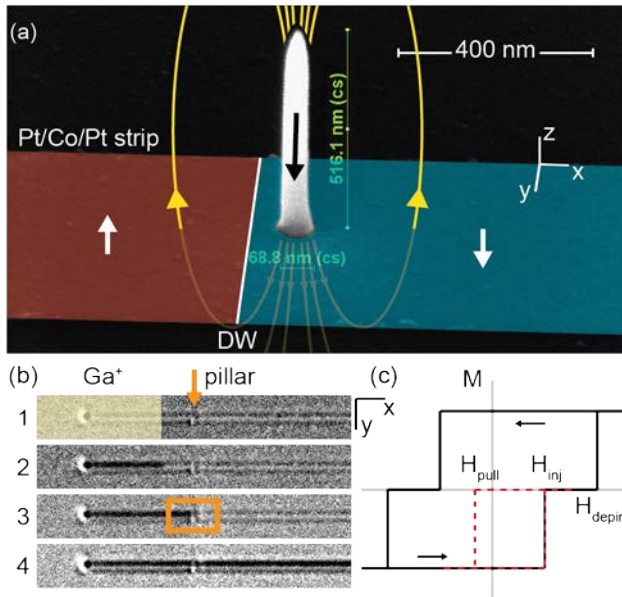 (a)
400 nm
516.1 nm (cs)
Pt/Co/Pt strip
z
x
y
68.8 nm (cs)
DW
(b)
Ga⁺
pillar
x
y
1
2
3
4
(c)
M
H_pull
H_inj
H_depin